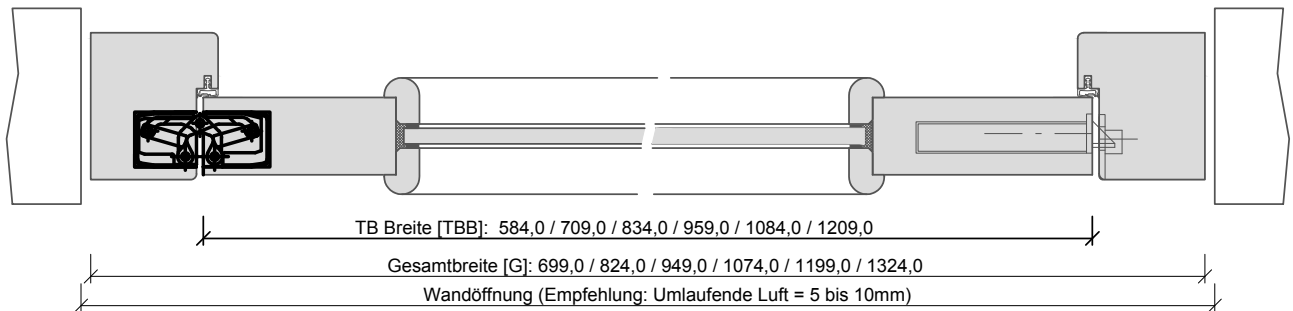 TB Breite [TBB]: 584,0 / 709,0 / 834,0 / 959,0 / 1084,0 / 1209,0
Gesamtbreite [G]: 699,0 / 824,0 / 949,0 / 1074,0 / 1199,0 / 1324,0
Wandöffnung (Empfehlung: Umlaufende Luft = 5 bis 10mm)